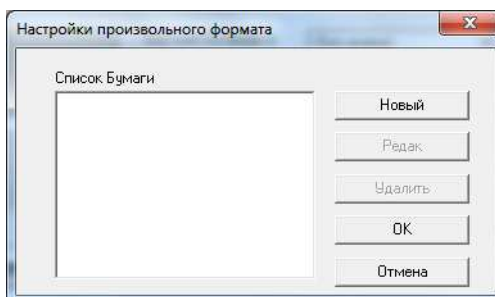 Настройки произвольного формата
Список Бумаги
Новый
Редак.
Удалить
OK
Отмена